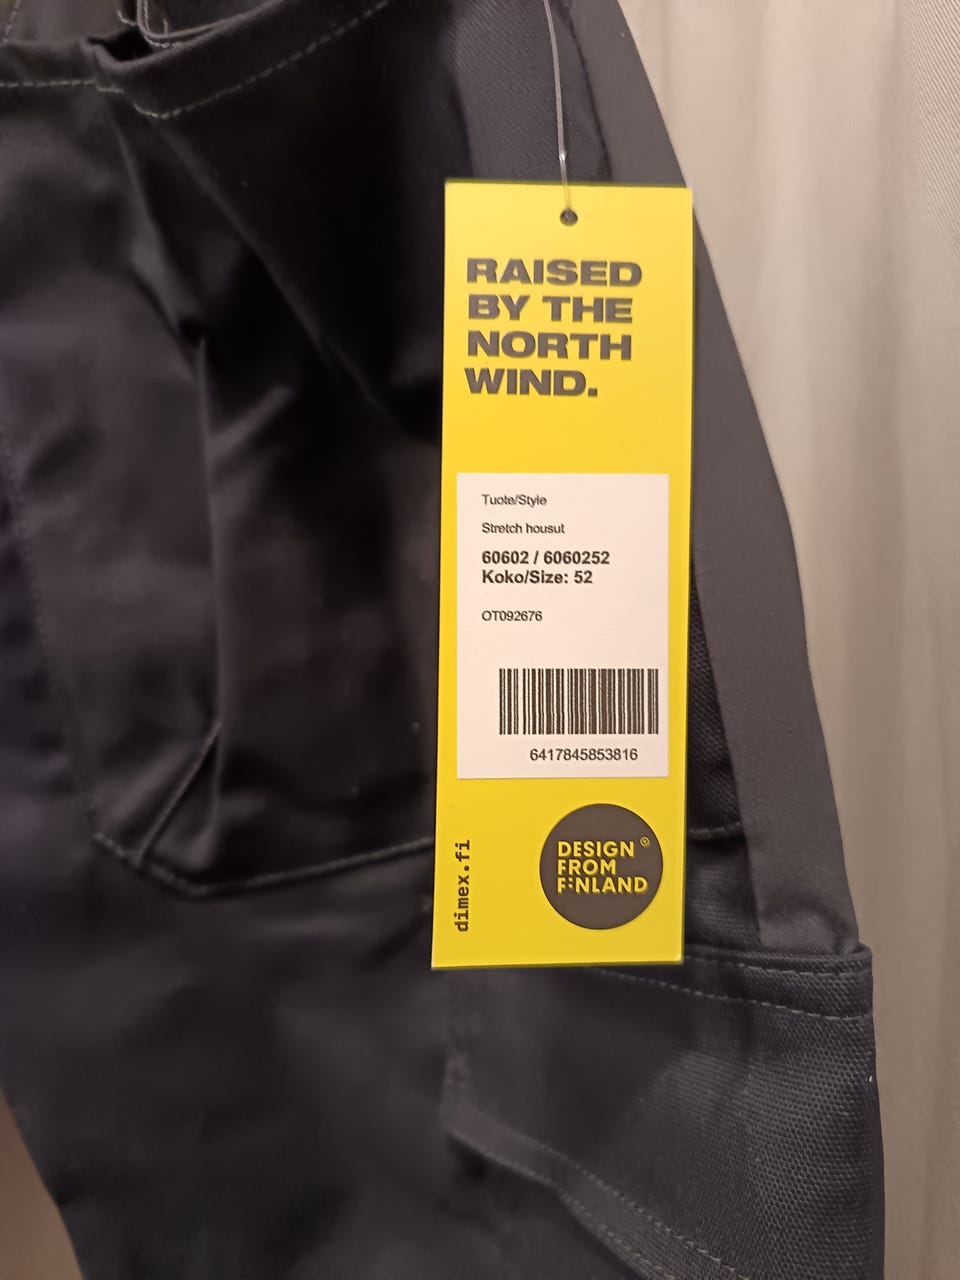 RAISED
BY THE
NORTH
WIND.
Tuote/Style
Stretch housut
60602 / 6060252
Koko/Size: 52
OT092676
6417845853816
dimex.fi
DESIGN
FROM
FINLAND